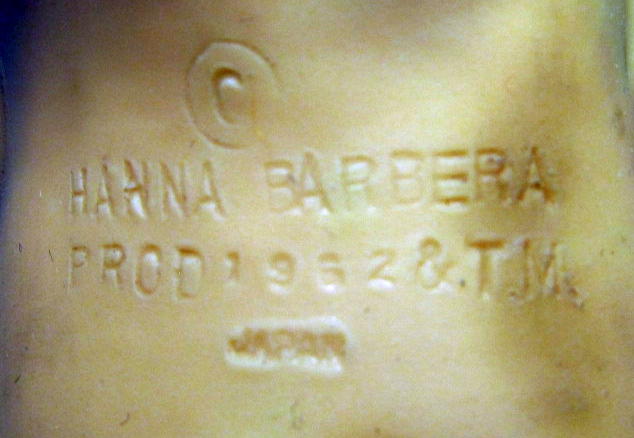 ©
HANNA BARBERA
PROD 1962 & T.M.
JAPAN